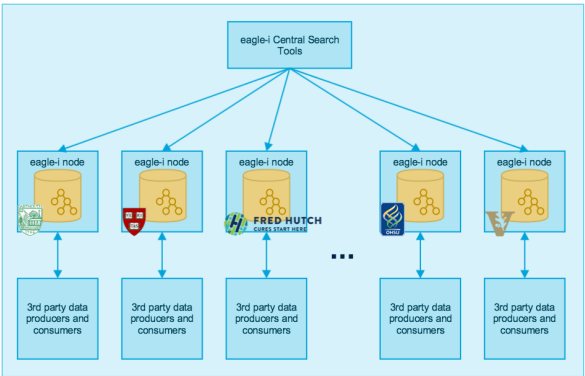 eagle-i Central Search
Tools
eagle-i node
eagle-i node
eagle-i node
eagle-i node
eagle-i node
FRED HUTCH
CURES START HERE
OHSU
...
3rd party data
producers and
consumers
3rd party data
producers and
consumers
3rd party data
producers and
consumers
3rd party data
producers and
consumers
3rd party data
producers and
consumers